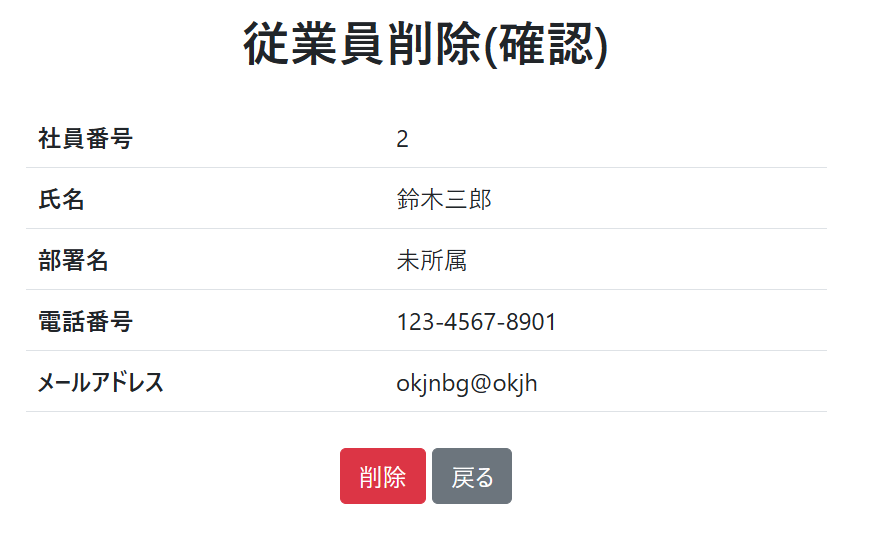 従業員削除(確認)
社員番号 2
氏名 鈴木三郎
部署名 未所属
電話番号 123-4567-8901
メールアドレス okjnbg@okjh
削除 戻る